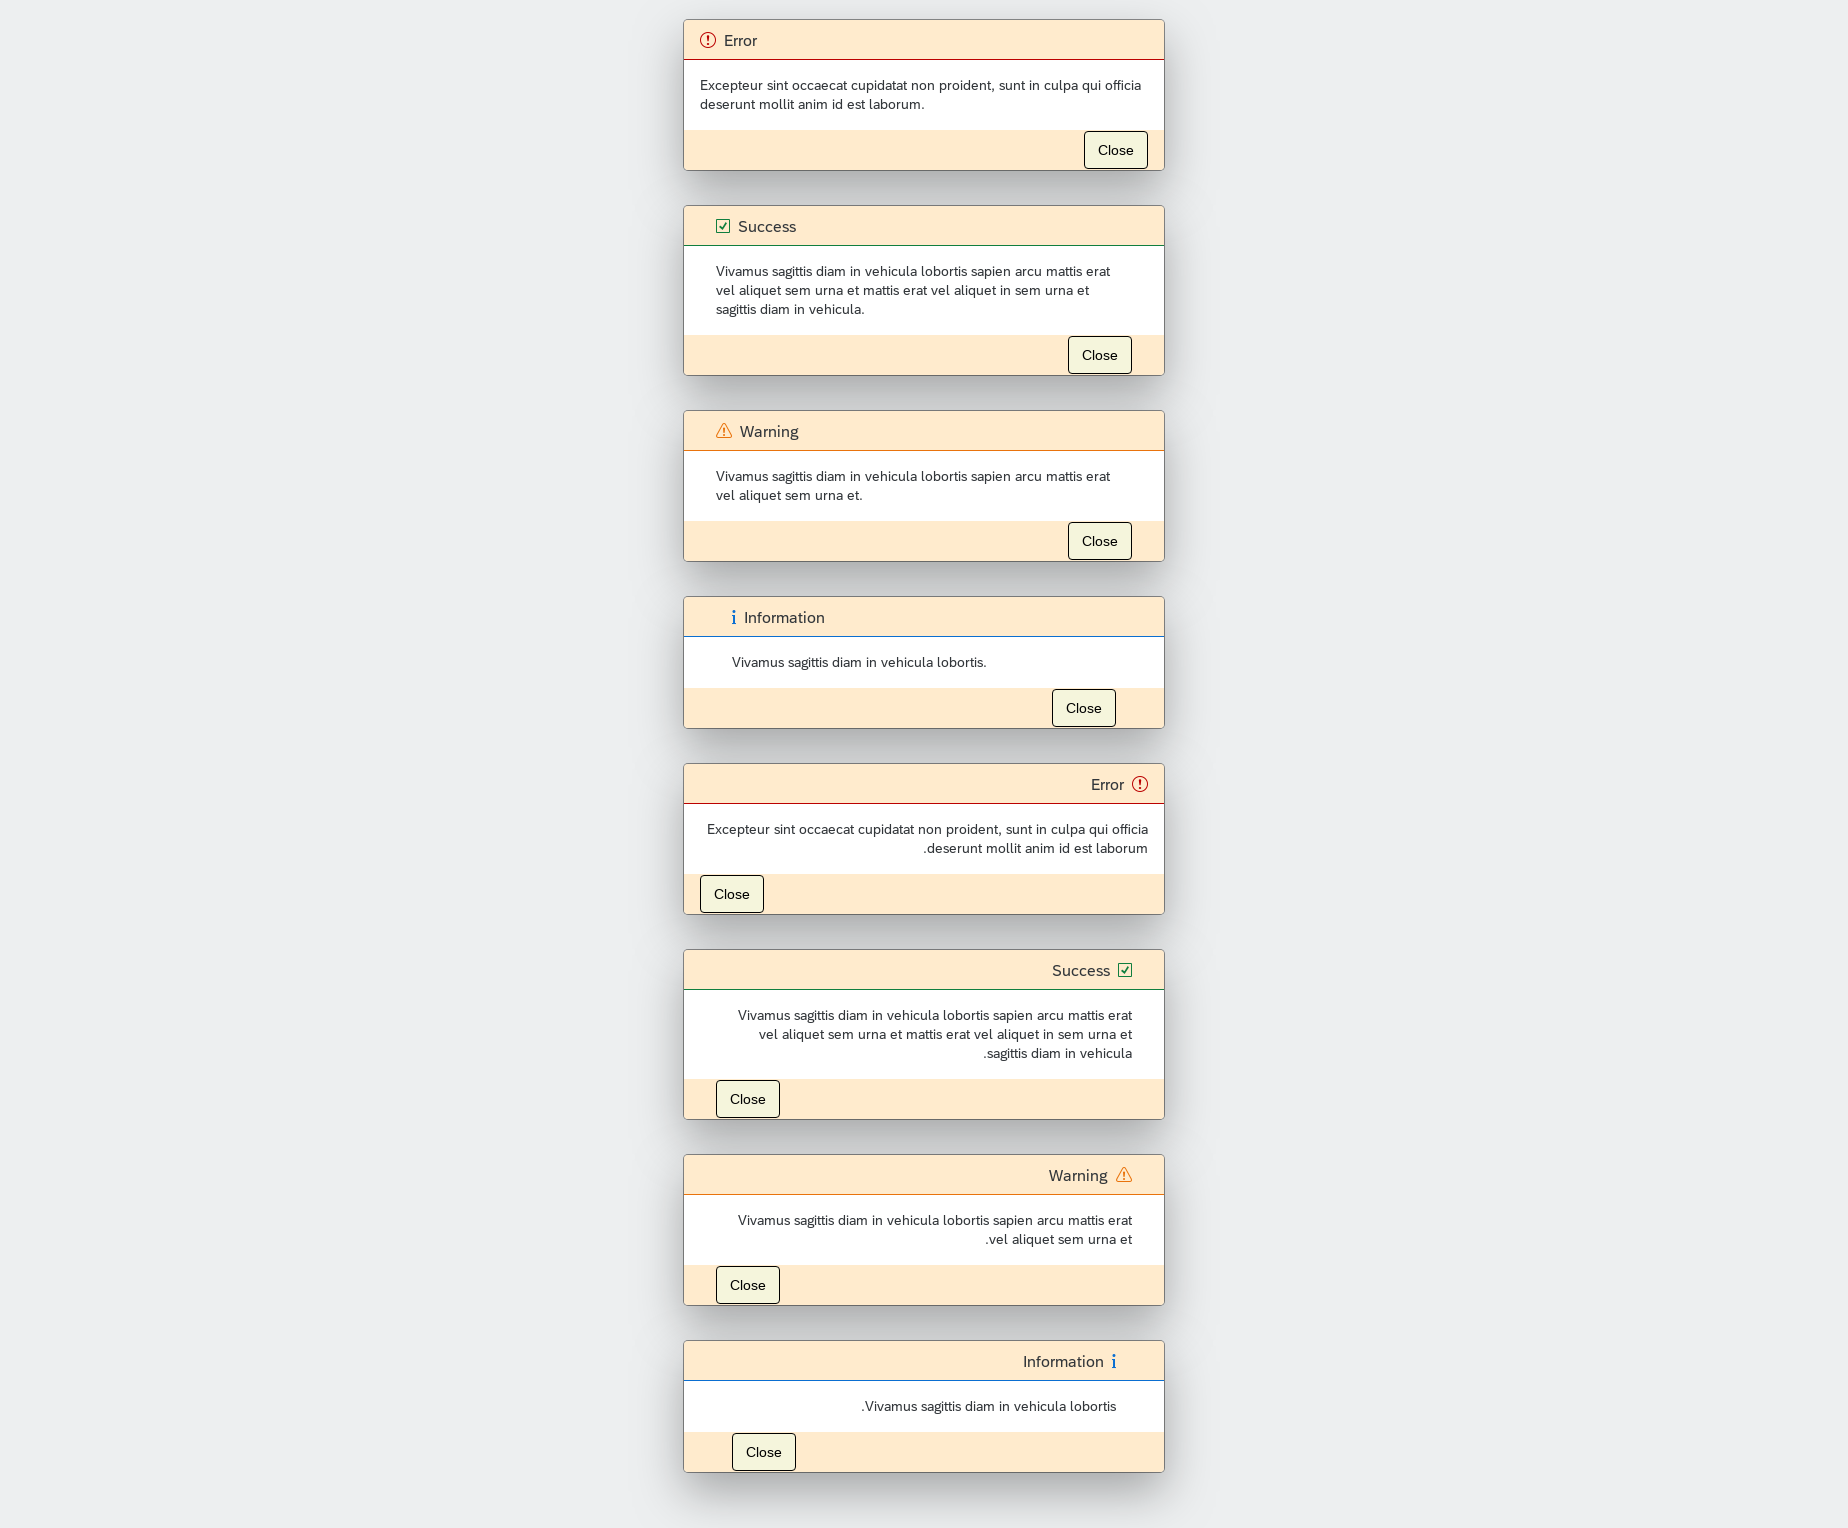 Error
Excepteur sint occaecat cupidatat non proident, sunt in culpa qui officia
deserunt mollit anim id est laborum.
Close
Success
Vivamus sagittis diam in vehicula lobortis sapien arcu mattis erat
vel aliquet sem urna et mattis erat vel aliquet in sem urna et
sagittis diam in vehicula.
Close
Warning
Vivamus sagittis diam in vehicula lobortis sapien arcu mattis erat
vel aliquet sem urna et.
Close
Information
Vivamus sagittis diam in vehicula lobortis.
Close
Error
Excepteur sint occaecat cupidatat non proident, sunt in culpa qui officia
.deserunt mollit anim id est laborum
Close
Success
Vivamus sagittis diam in vehicula lobortis sapien arcu mattis erat
vel aliquet sem urna et mattis erat vel aliquet in sem urna et
.sagittis diam in vehicula
Close
Warning
Vivamus sagittis diam in vehicula lobortis sapien arcu mattis erat
.vel aliquet sem urna et
Close
Information
.Vivamus sagittis diam in vehicula lobortis
Close